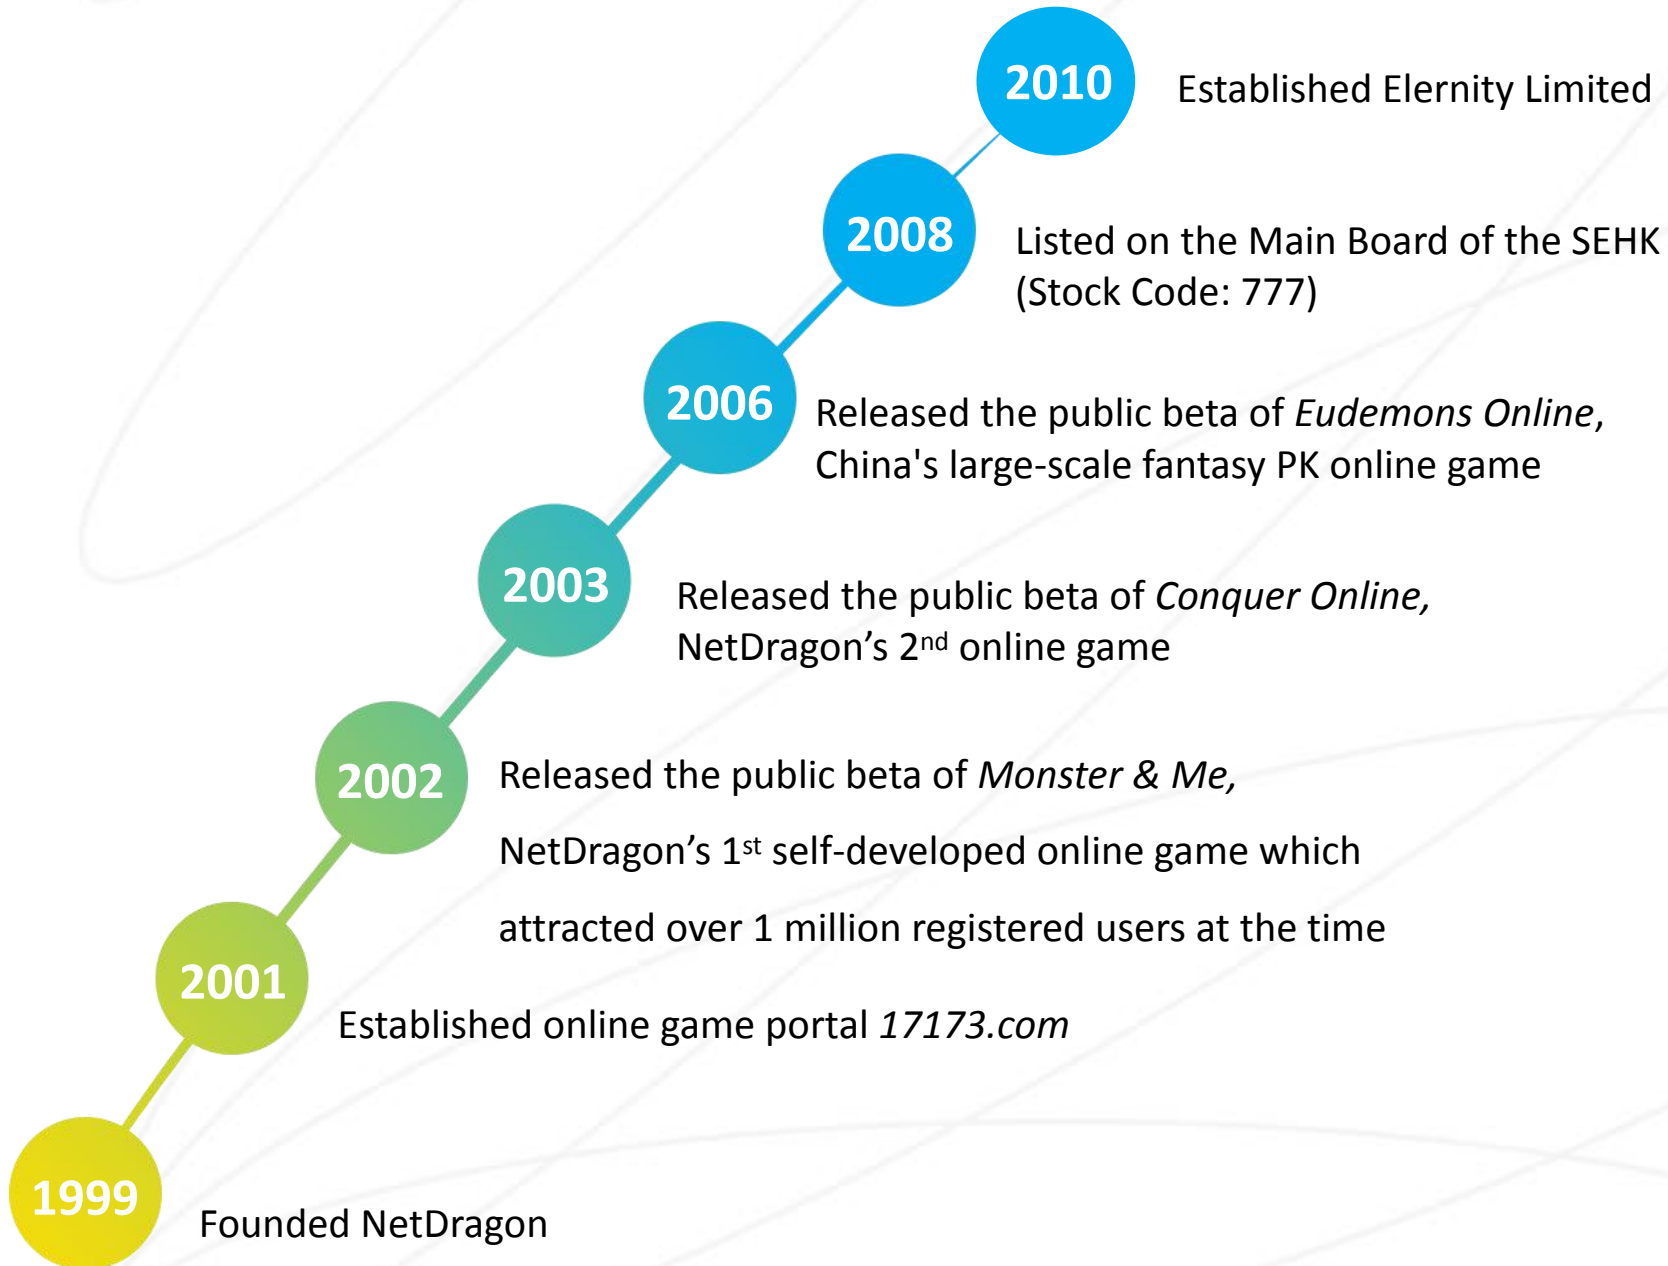 2010
Established Elernity Limited
2008
Listed on the Main Board of the SEHK
(Stock Code: 777)
2006
Released the public beta of Eudemons Online,
China's large-scale fantasy PK online game
2003
Released the public beta of Conquer Online,
NetDragon’s 2nd online game
2002
Released the public beta of Monster & Me,
NetDragon’s 1st self-developed online game which
attracted over 1 million registered users at the time
2001
Established online game portal 17173.com
1999
Founded NetDragon